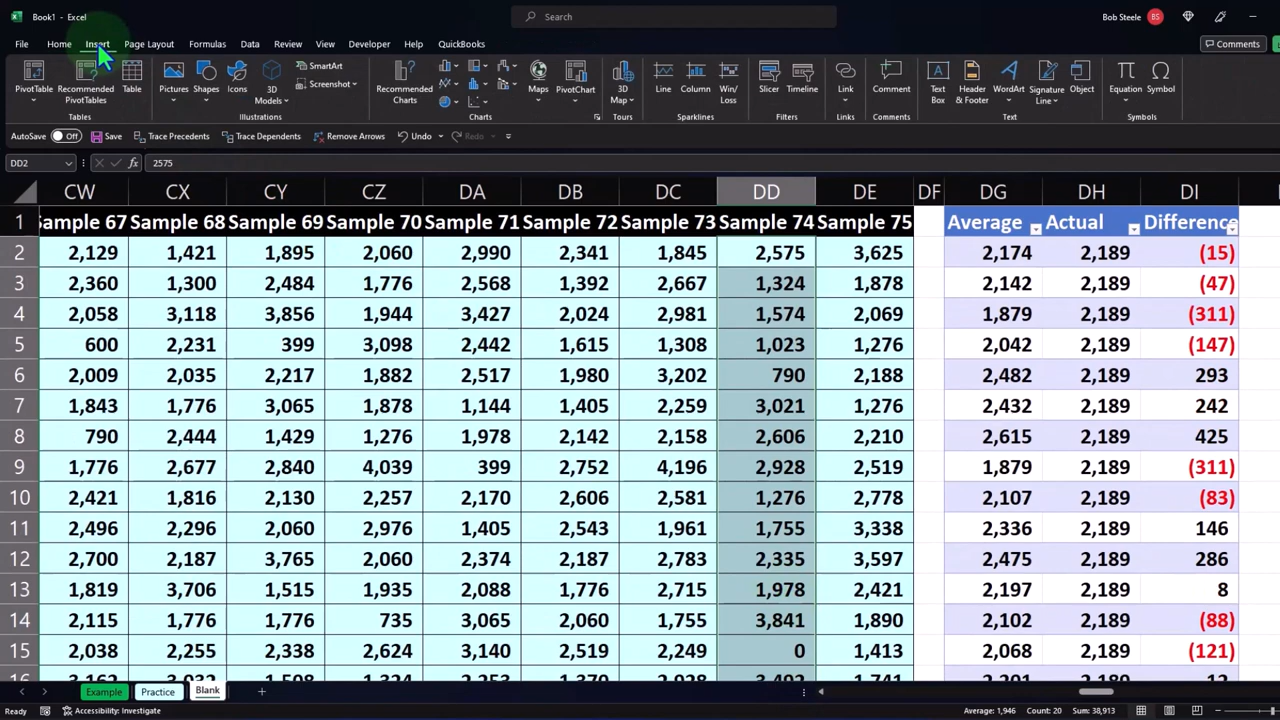 Book1 - Excel
Search
Bob Steele BS
File Home Insert Page Layout Formulas Data Review View Developer Help QuickBooks
Comments
PivotTable Recommended PivotTables Table Pictures Shapes Icons 3D Models SmartArt Screenshot Recommended Charts Maps PivotChart 3D Map Line Column Win/Loss Slicer Timeline Link Comment Text Box Header & Footer WordArt Signature Line Object Equation Symbol
Tables Illustrations Charts Tours Sparklines Filters Links Comments Text Symbols
AutoSave Off Save Trace Precedents Trace Dependents Remove Arrows Undo Redo
DD2 fx 2575
CW CX CY CZ DA DB DC DD DE DF DG DH DI
1 Sample 67 Sample 68 Sample 69 Sample 70 Sample 71 Sample 72 Sample 73 Sample 74 Sample 75 Average Actual Difference
2 2,129 1,421 1,895 2,060 2,990 2,341 1,845 2,575 3,625 2,174 2,189 (15)
3 2,360 1,300 2,484 1,776 2,568 1,392 2,667 1,324 1,878 2,142 2,189 (47)
4 2,058 3,118 3,856 1,944 3,427 2,024 2,981 1,574 2,069 1,879 2,189 (311)
5 600 2,231 399 3,098 2,442 1,615 1,308 1,023 1,276 2,042 2,189 (147)
6 2,009 2,035 2,217 1,882 2,517 1,980 3,202 790 2,188 2,482 2,189 293
7 1,843 1,776 3,065 1,878 1,144 1,405 2,259 3,021 1,276 2,432 2,189 242
8 790 2,444 1,429 1,276 1,978 2,142 2,158 2,606 2,210 2,615 2,189 425
9 1,776 2,677 2,840 4,039 399 2,752 4,196 2,928 2,519 1,879 2,189 (311)
10 2,421 1,816 2,130 2,257 2,170 2,606 2,581 1,276 2,778 2,107 2,189 (83)
11 2,496 2,296 2,060 2,976 1,405 2,543 1,961 1,755 3,338 2,336 2,189 146
12 2,700 2,187 3,765 2,060 2,374 2,187 2,783 2,335 3,597 2,475 2,189 286
13 1,819 3,706 1,515 1,935 2,088 1,776 2,715 1,978 2,421 2,197 2,189 8
14 2,115 1,776 1,776 735 3,065 2,060 1,755 3,841 1,890 2,102 2,189 (88)
15 2,038 2,255 2,338 2,624 3,140 2,519 2,249 0 1,413 2,068 2,189 (121)
Example Practice Blank
Ready Accessibility: Investigate Average: 1,946 Count: 20 Sum: 38,913